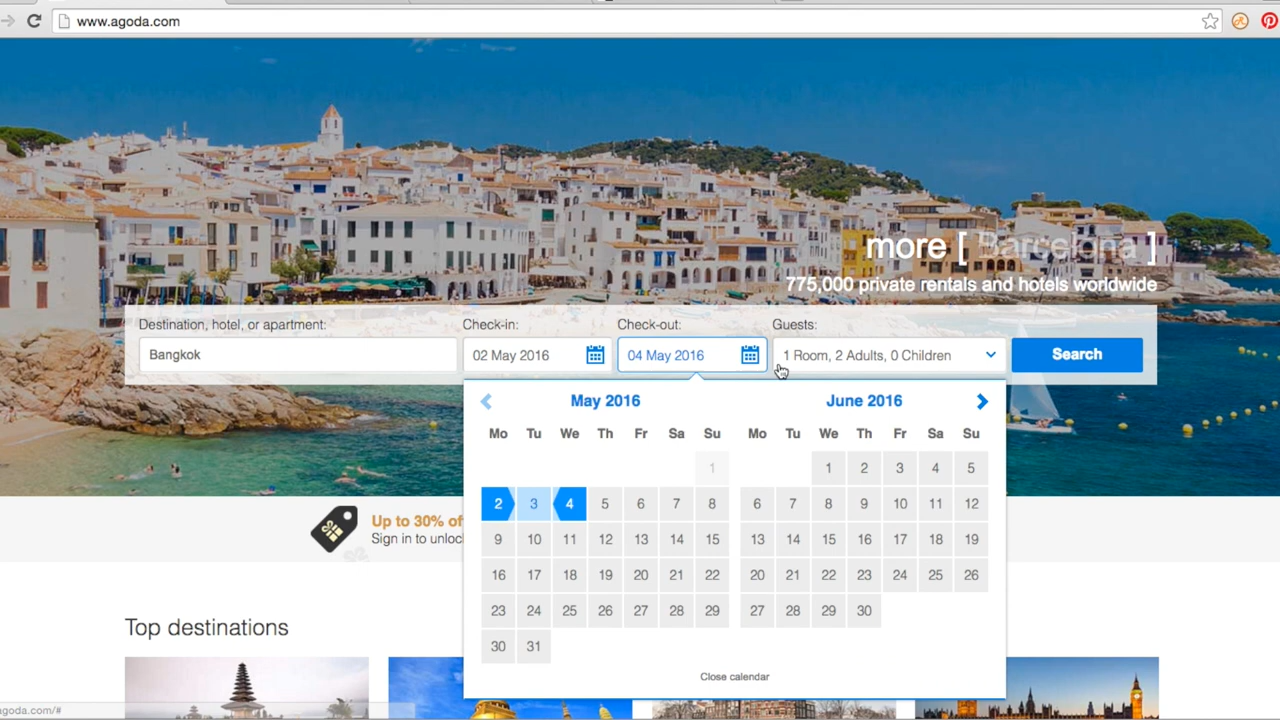 www.agoda.com
more [ Barcelona ]
775,000 private rentals and hotels worldwide
Destination, hotel, or apartment: Check-in: Check-out: Guests:
Bangkok 02 May 2016 04 May 2016 1 Room, 2 Adults, 0 Children Search
May 2016 June 2016
Mo Tu We Th Fr Sa Su Mo Tu We Th Fr Sa Su
1 1 2 3 4 5
2 3 4 5 6 7 8 6 7 8 9 10 11 12
9 10 11 12 13 14 15 13 14 15 16 17 18 19
16 17 18 19 20 21 22 20 21 22 23 24 25 26
23 24 25 26 27 28 29 27 28 29 30
30 31
Close calendar
Up to 30% of
Sign in to unloc
Top destinations
agoda.com/#